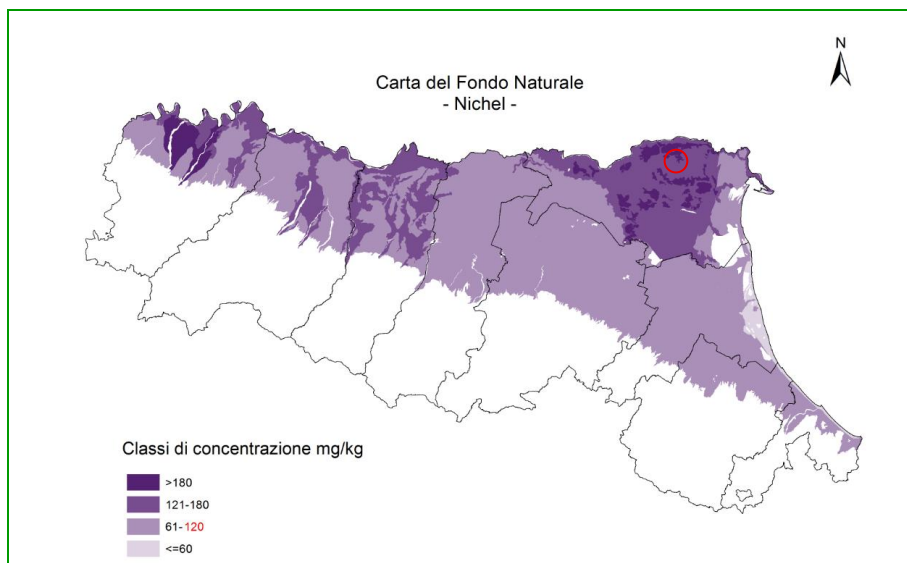 N
Carta del Fondo Naturale
- Nichel -
Classi di concentrazione mg/kg
>180
121-180
61-120
<=60